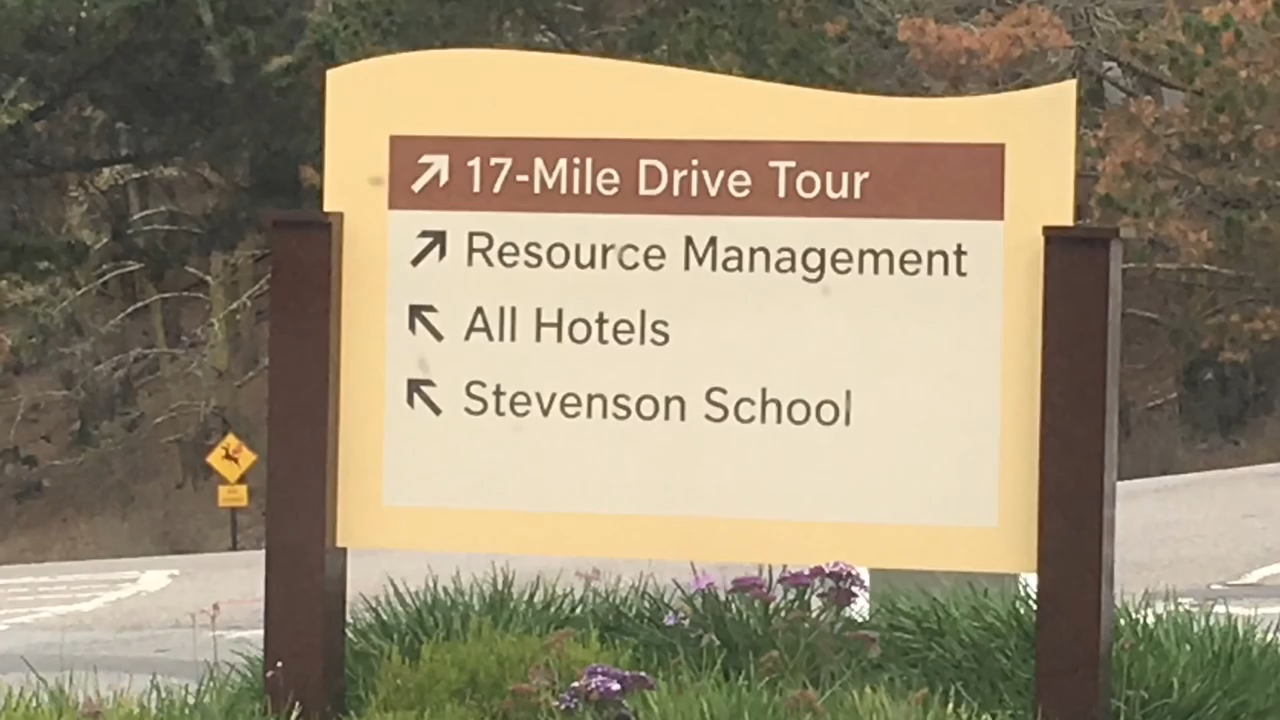 17-Mile Drive Tour
Resource Management
All Hotels
Stevenson School